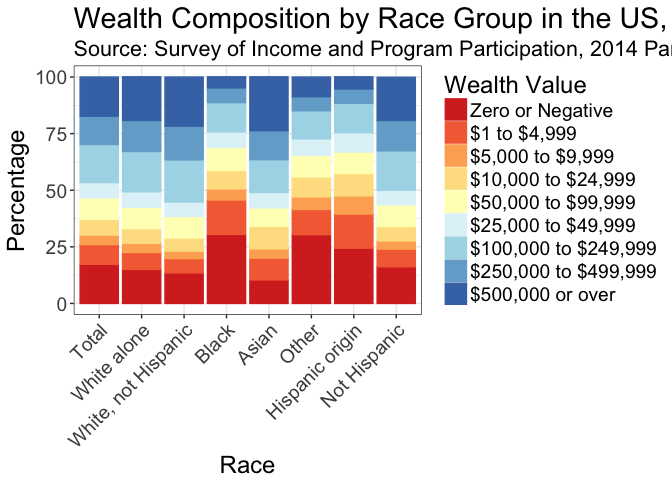 Wealth Composition by Race Group in the US,
Source: Survey of Income and Program Participation, 2014 Pa
Percentage
100
75
50
25
0
Total
White alone
White, not Hispanic
Black
Asian
Other
Hispanic origin
Not Hispanic
Race
Wealth Value
Zero or Negative
$1 to $4,999
$5,000 to $9,999
$10,000 to $24,999
$50,000 to $99,999
$25,000 to $49,999
$100,000 to $249,999
$250,000 to $499,999
$500,000 or over